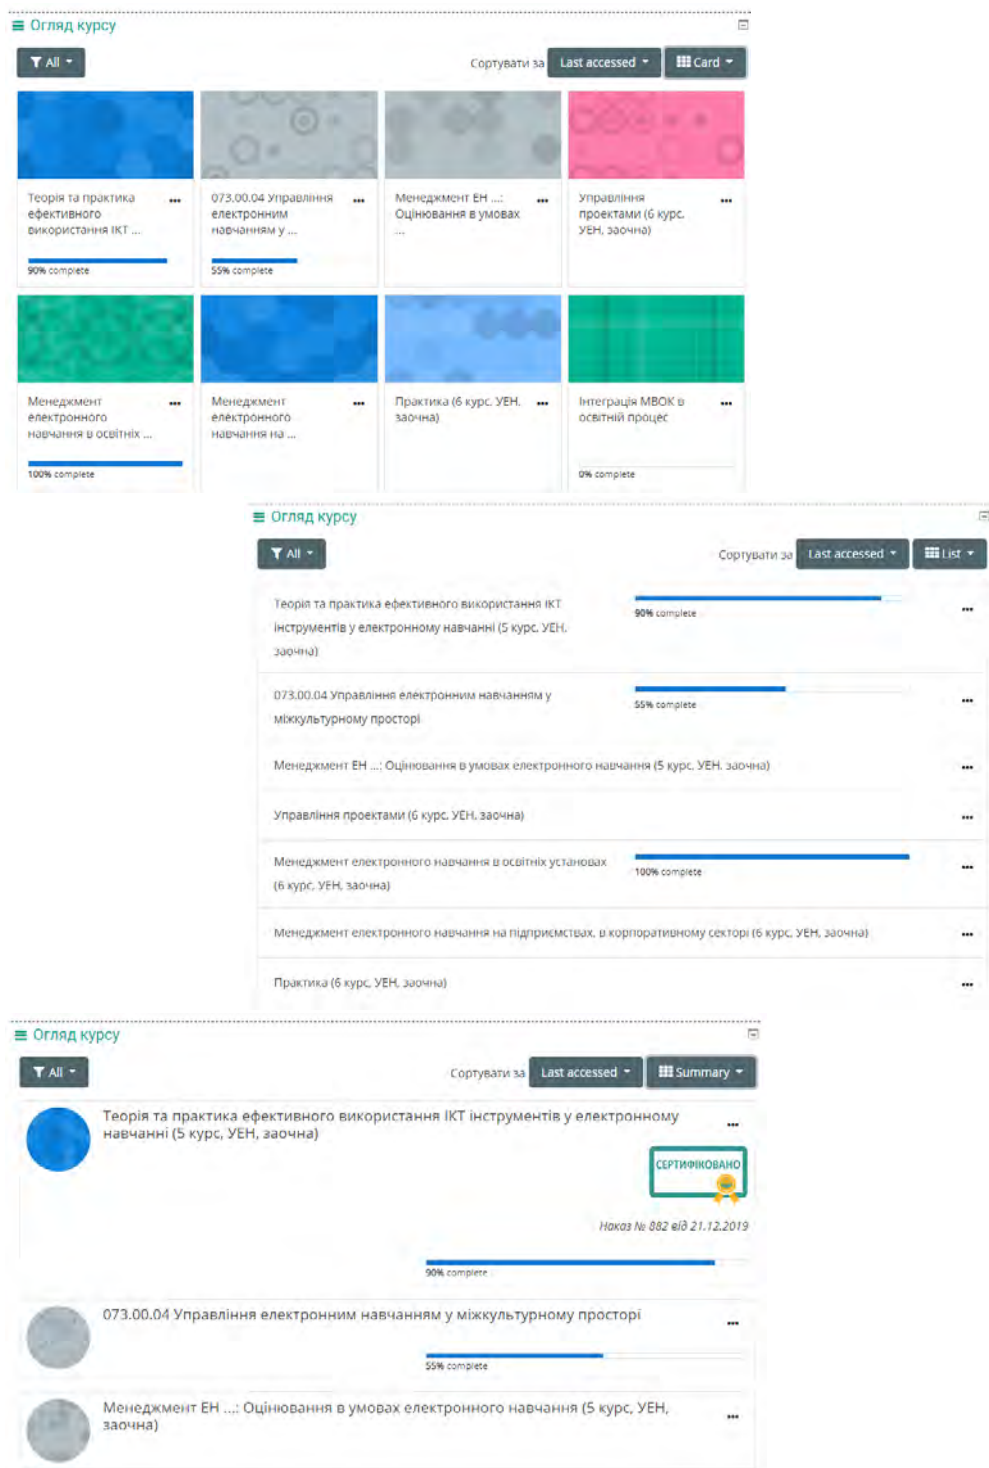 Огляд курсу
All
Сортувати за Last accessed Card
Теорія та практика
ефективного
використання ІКТ ...
90% complete
073.00.04 Управління
електронним
навчанням у ...
55% complete
Менеджмент ЕН ...:
Оцінювання в умовах
...
Управління
проектами (6 курс,
УЕН, заочна)
Менеджмент
електронного
навчання в освітніх ...
100% complete
Менеджмент
електронного
навчання на ...
Практика (6 курс, УЕН,
заочна)
Інтеграція МВОК в
освітній процес
0% complete
Огляд курсу
All
Сортувати за Last accessed List
Теорія та практика ефективного використання ІКТ
інструментів у електронному навчанні (5 курс, УЕН,
заочна)
90% complete
073.00.04 Управління електронним навчанням у
міжкультурному просторі
55% complete
Менеджмент ЕН ...: Оцінювання в умовах електронного навчання (5 курс, УЕН, заочна)
Управління проектами (6 курс, УЕН, заочна)
Менеджмент електронного навчання в освітніх установах
(6 курс, УЕН, заочна)
100% complete
Менеджмент електронного навчання на підприємствах, в корпоративному секторі (6 курс, УЕН, заочна)
Практика (6 курс, УЕН, заочна)
Огляд курсу
All
Сортувати за Last accessed Summary
Теорія та практика ефективного використання ІКТ інструментів у електронному
навчанні (5 курс, УЕН, заочна)
СЕРТИФІКОВАНО
Наказ № 882 від 21.12.2019
90% complete
073.00.04 Управління електронним навчанням у міжкультурному просторі
55% complete
Менеджмент ЕН ...: Оцінювання в умовах електронного навчання (5 курс, УЕН,
заочна)